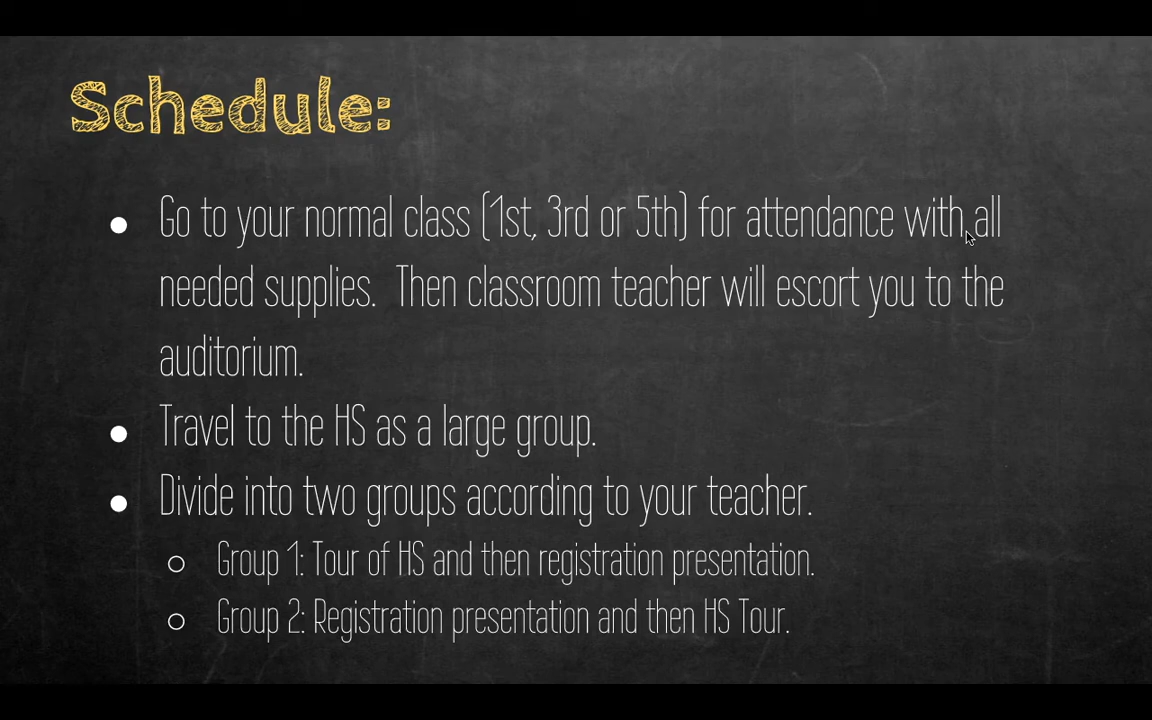 Schedule:
● Go to your normal class (1st, 3rd or 5th) for attendance with all
needed supplies.  Then classroom teacher will escort you to the
auditorium.
● Travel to the HS as a large group.
● Divide into two groups according to your teacher.
○ Group 1: Tour of HS and then registration presentation.
○ Group 2: Registration presentation and then HS Tour.